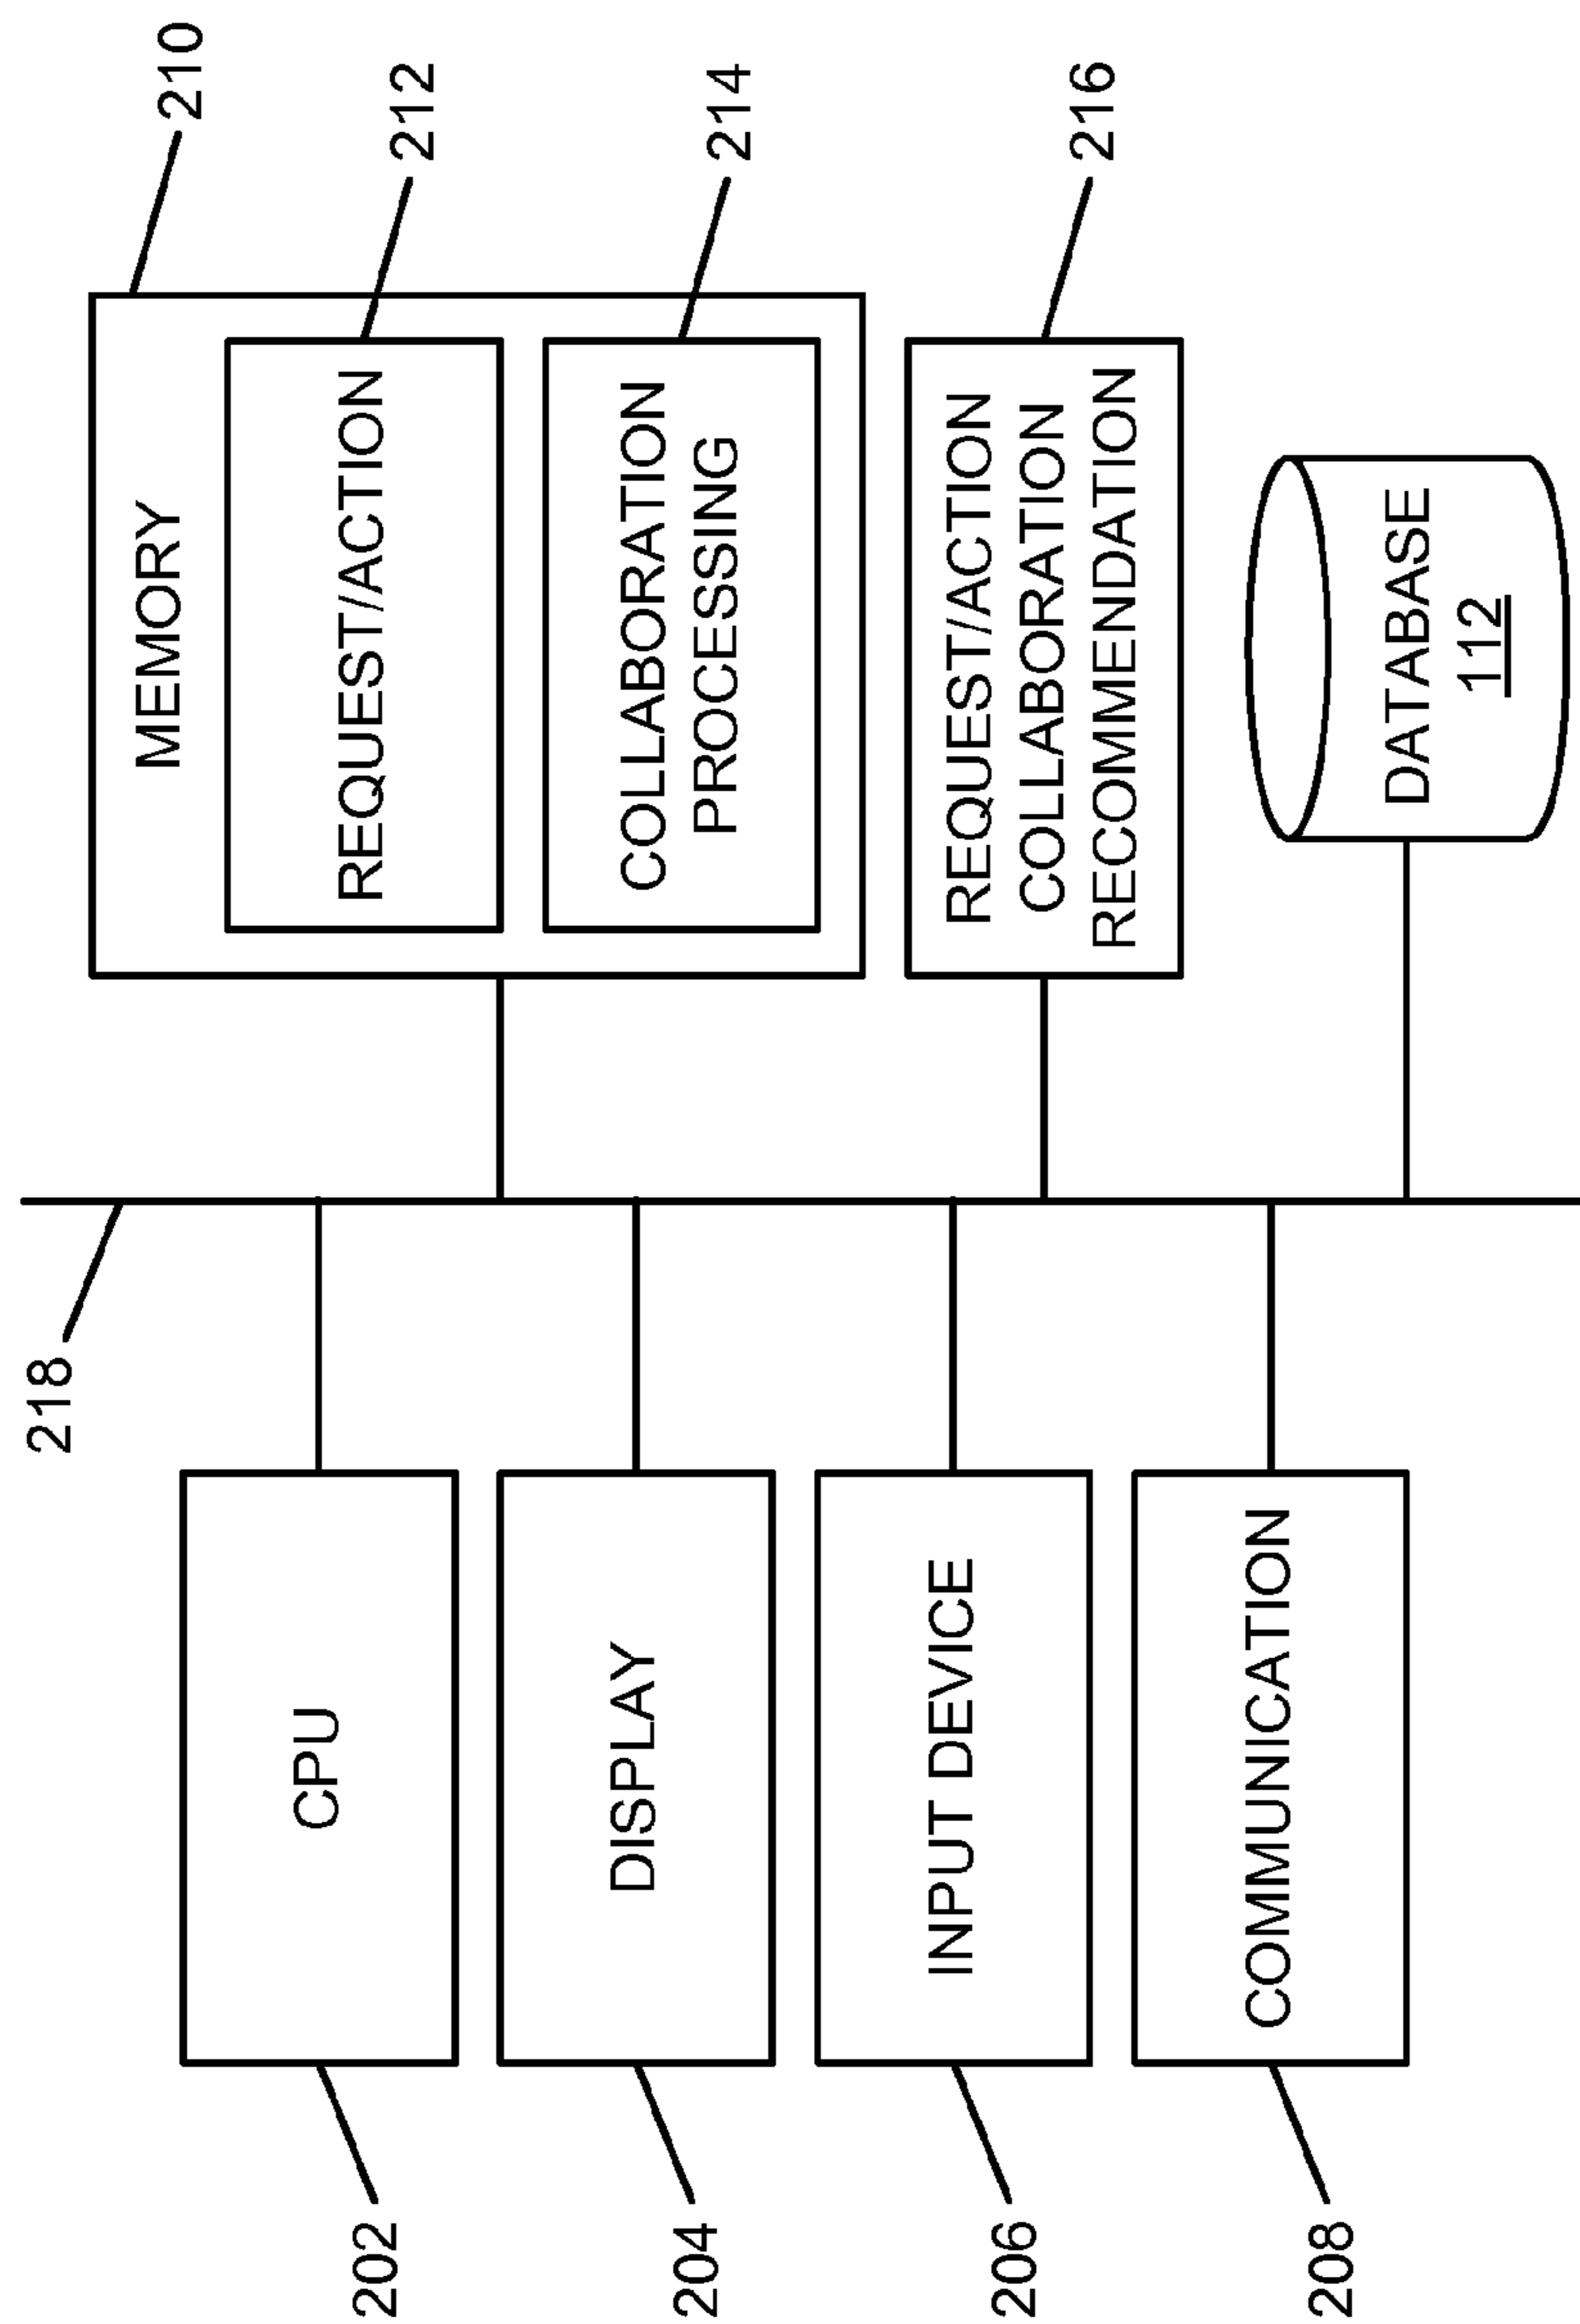 218
202
CPU
204
DISPLAY
206
INPUT DEVICE
208
COMMUNICATION
MEMORY
210
REQUEST/ACTION
212
COLLABORATION
PROCESSING
214
REQUEST/ACTION
COLLABORATION
RECOMMENDATION
216
DATABASE
112